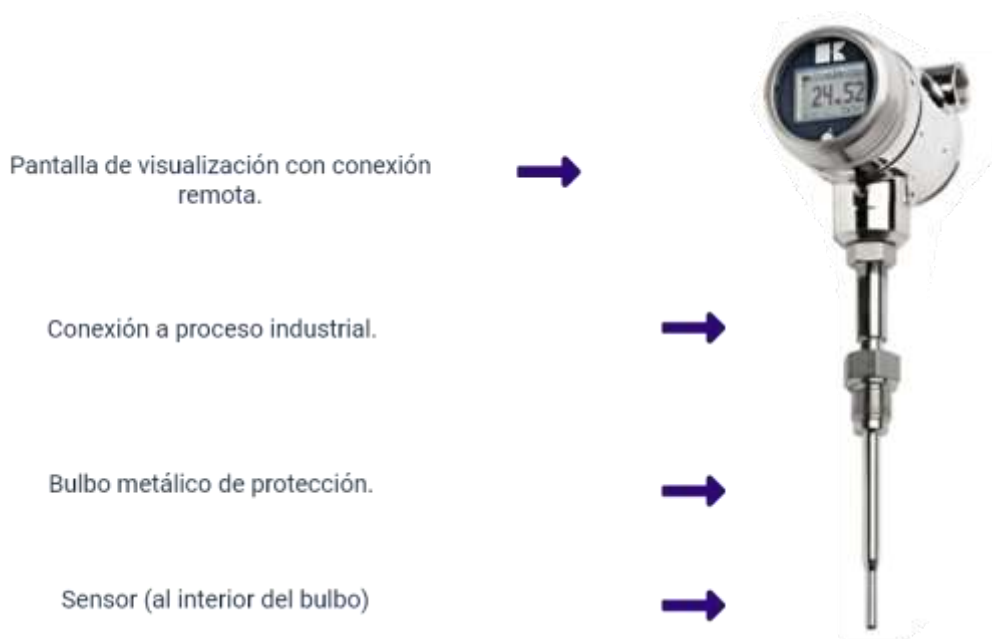 24.52
Pantalla de visualización con conexión
remota.
Conexión a proceso industrial.
Bulbo metálico de protección.
Sensor (al interior del bulbo)